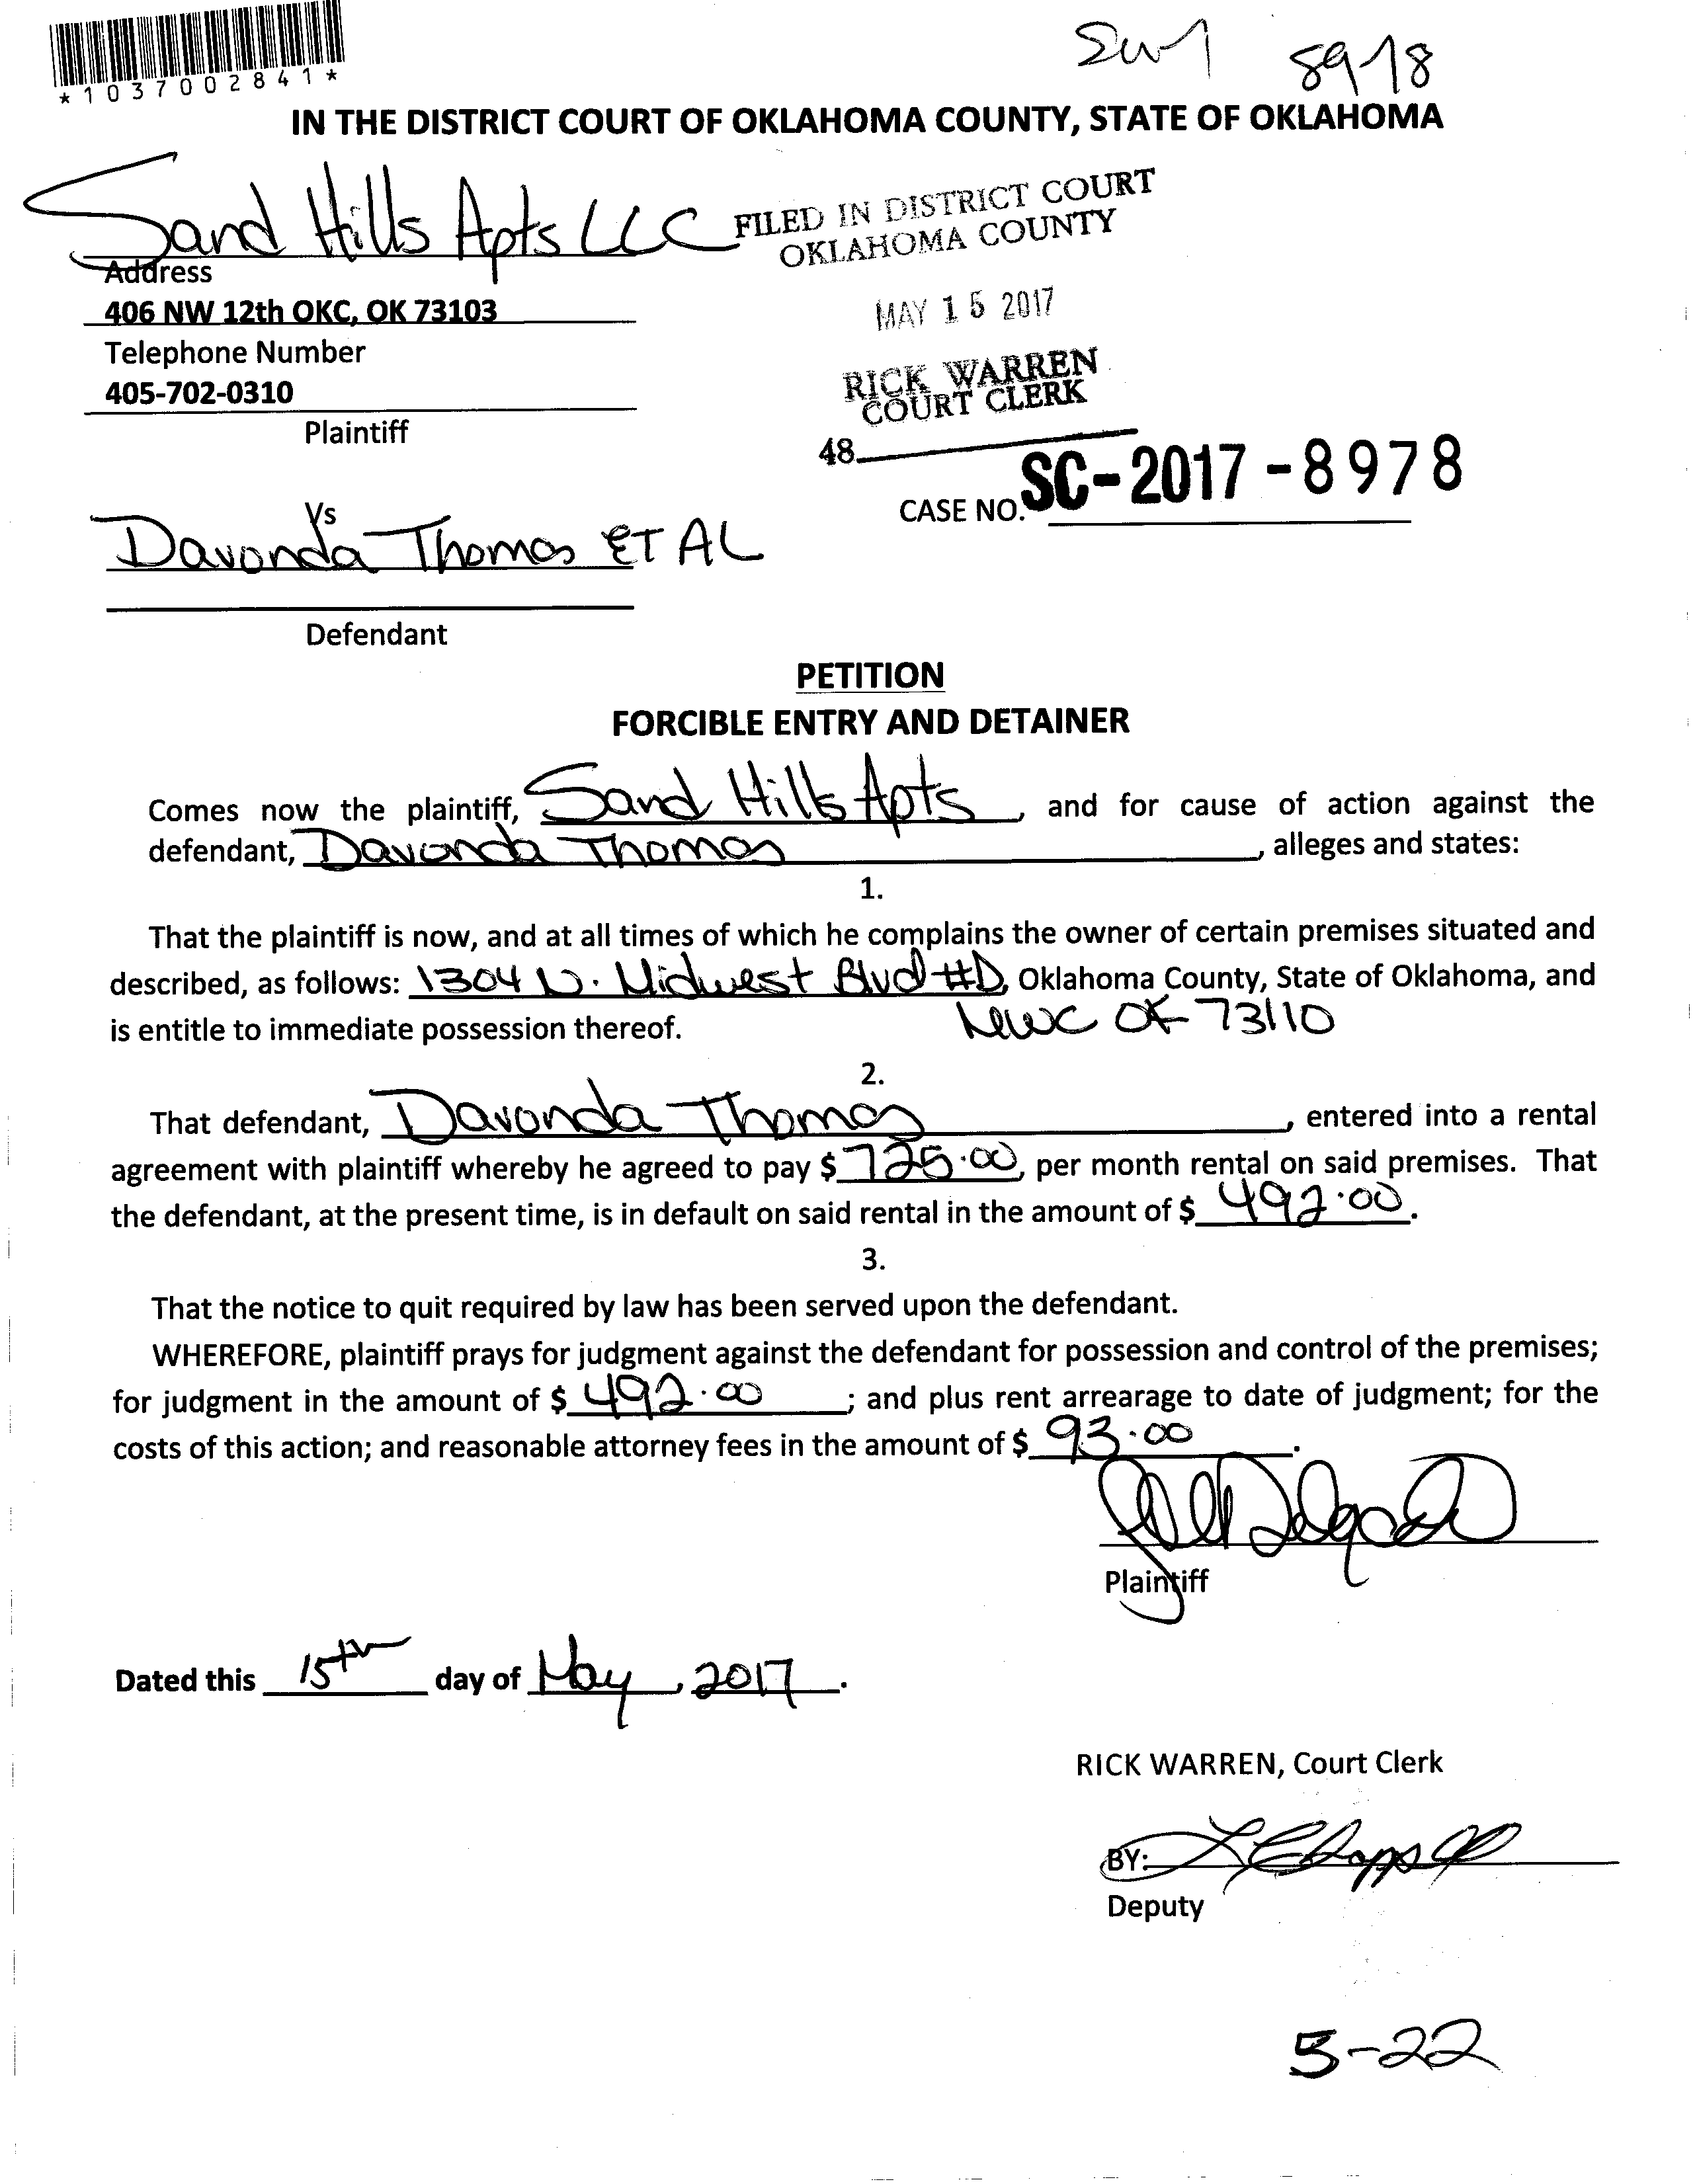 *1037002841*
8978
IN THE DISTRICT COURT OF OKLAHOMA COUNTY, STATE OF OKLAHOMA
Sand Hills Apts LLC
FILED IN DISTRICT COURT
OKLAHOMA COUNTY
Address
406 NW 12th OKC, OK 73103
MAY 15 2017
Telephone Number
RICK WARREN
COURT CLERK
405-702-0310
Plaintiff
48
CASE NO. SC-2017-8978
Vs
Davonda Thomas ET AL
Defendant
PETITION
FORCIBLE ENTRY AND DETAINER
Comes now the plaintiff, Sand Hills Apts, and for cause of action against the
defendant, Davonda Thomas, alleges and states:
1.
That the plaintiff is now, and at all times of which he complains the owner of certain premises situated and
described, as follows: 1304 N. Midwest Blvd #D, Oklahoma County, State of Oklahoma, and
is entitle to immediate possession thereof. MWC OK 73110
2.
That defendant, Davonda Thomas, entered into a rental
agreement with plaintiff whereby he agreed to pay $ 725.00, per month rental on said premises. That
the defendant, at the present time, is in default on said rental in the amount of $ 492.00.
3.
That the notice to quit required by law has been served upon the defendant.
WHEREFORE, plaintiff prays for judgment against the defendant for possession and control of the premises;
for judgment in the amount of $ 492.00 ; and plus rent arrearage to date of judgment; for the
costs of this action; and reasonable attorney fees in the amount of $ 93.00.
Plaintiff
Dated this 15th day of May, 2017.
RICK WARREN, Court Clerk
BY:
Deputy
5-22